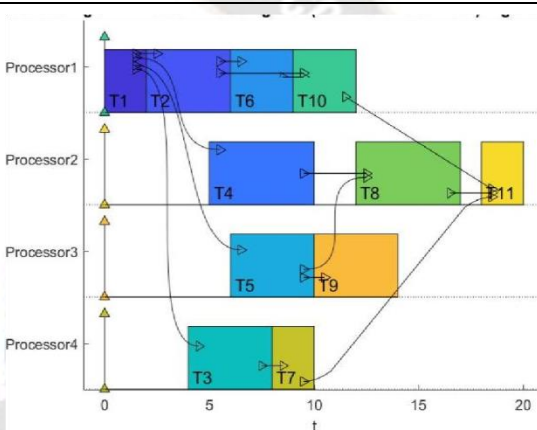 Processor1
T1 T2 T6 T10
Processor2
T4 T8 11
Processor3
T5 T9
Processor4
T3 T7
0 5 10 15 20
t